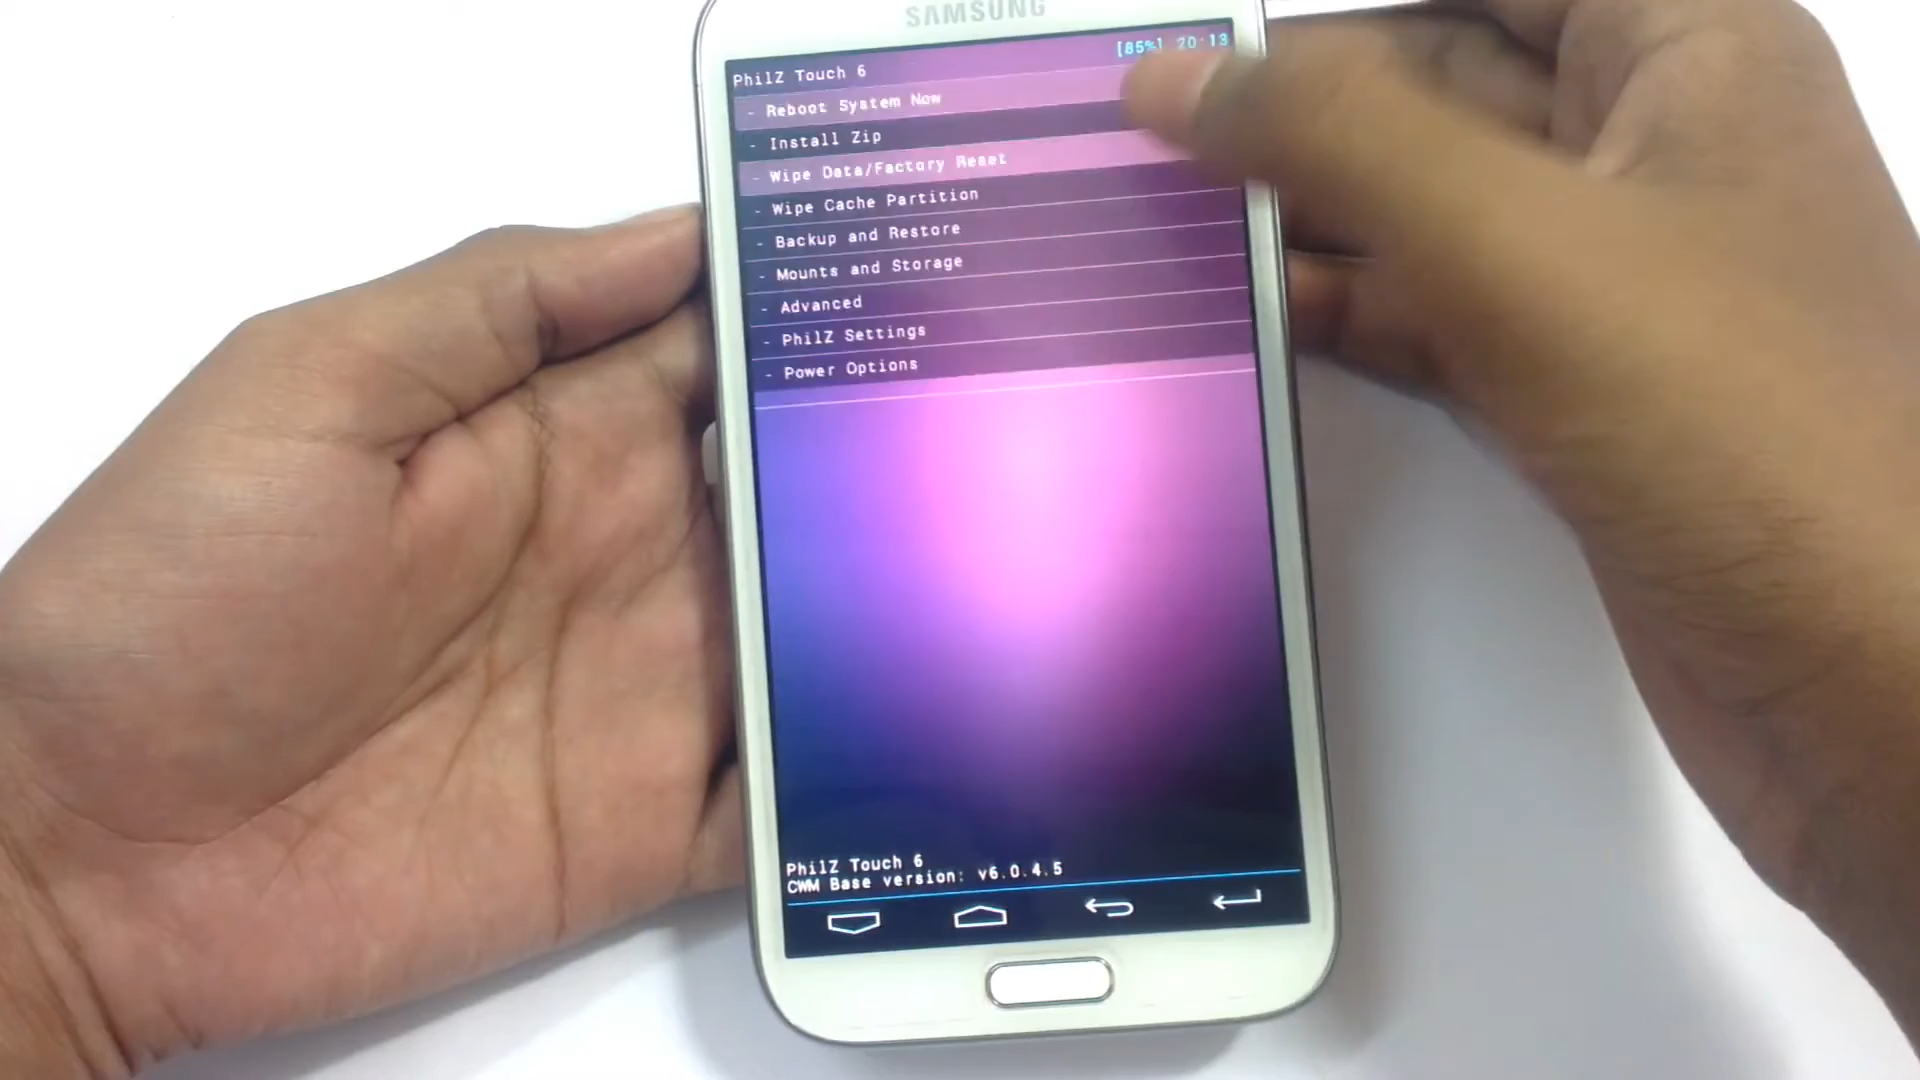 SAMSUNG
[85%] 20:13
PhilZ Touch 6
- Reboot System Now
- Install Zip
- Wipe Data/Factory Reset
- Wipe Cache Partition
- Backup and Restore
- Mounts and Storage
- Advanced
- PhilZ Settings
- Power Options
PhilZ Touch 6
CWM Base version: v6.0.4.5